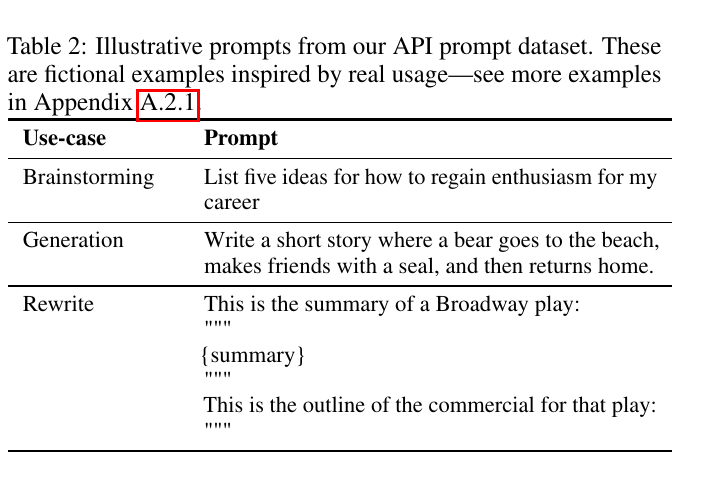 Table 2: Illustrative prompts from our API prompt dataset. These
are fictional examples inspired by real usage—see more examples
in Appendix A.2.1.
Use-case Prompt
Brainstorming List five ideas for how to regain enthusiasm for my
career
Generation Write a short story where a bear goes to the beach,
makes friends with a seal, and then returns home.
Rewrite This is the summary of a Broadway play:
"""
{summary}
"""
This is the outline of the commercial for that play:
"""